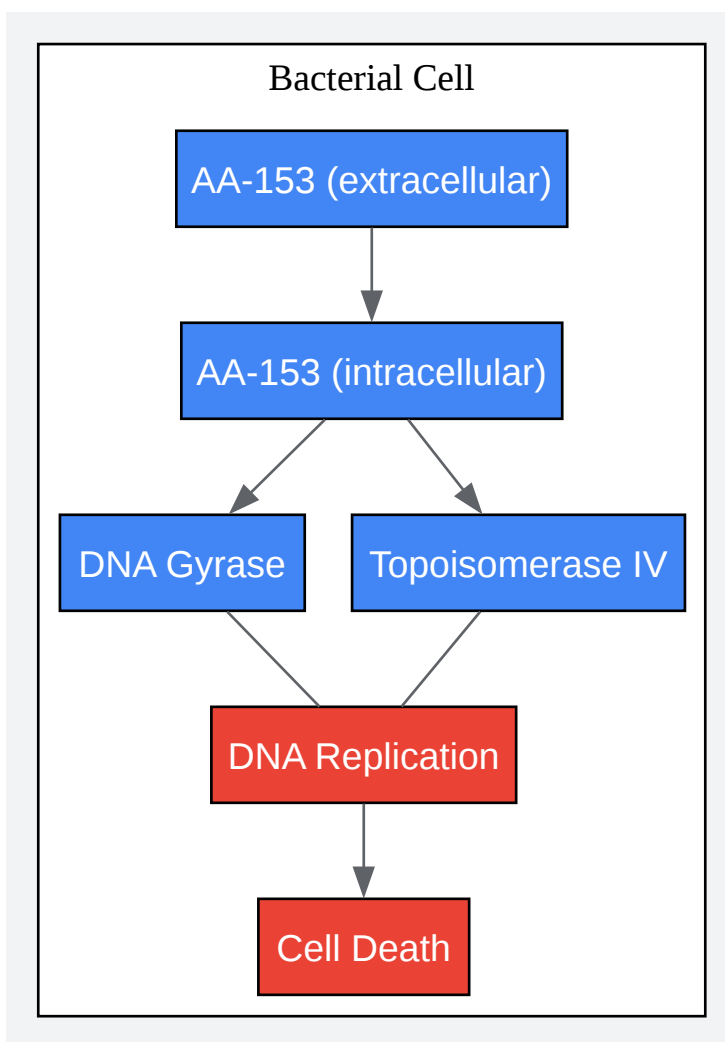 Bacterial Cell
AA-153 (extracellular)
AA-153 (intracellular)
DNA Gyrase
Topoisomerase IV
DNA Replication
Cell Death